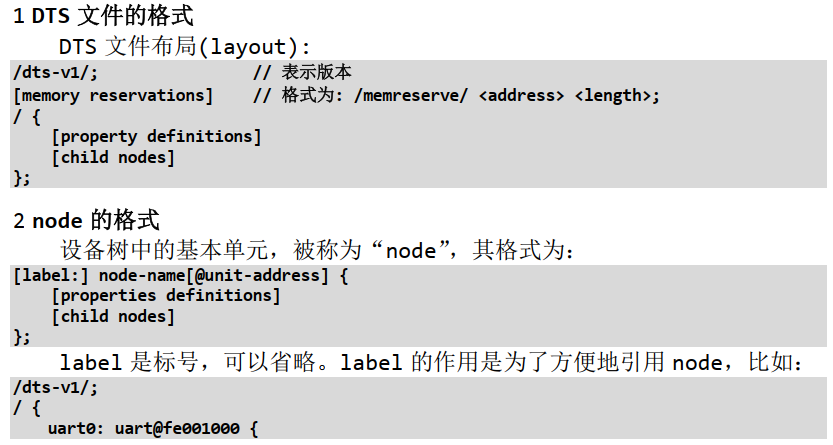 1 DTS 文件的格式
DTS 文件布局(layout):
/dts-v1/; // 表示版本
[memory reservations] // 格式为: /memreserve/ <address> <length>;
/ {
[property definitions]
[child nodes]
};
2 node 的格式
设备树中的基本单元，被称为“node”，其格式为:
[label:] node-name[@unit-address] {
[properties definitions]
[child nodes]
};
label 是标号，可以省略。label 的作用是为了方便地引用 node，比如:
/dts-v1/;
/ {
uart0: uart@fe001000 {